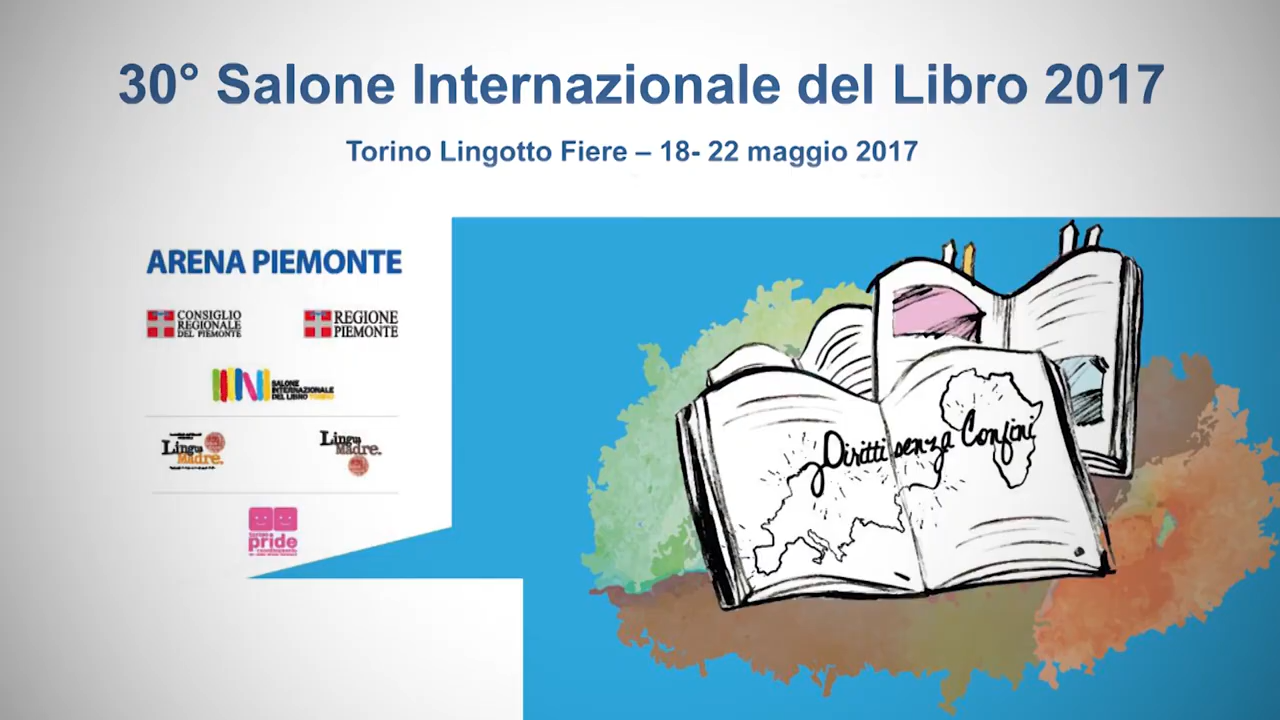 30° Salone Internazionale del Libro 2017
Torino Lingotto Fiere – 18- 22 maggio 2017
ARENA PIEMONTE
CONSIGLIO
REGIONALE
DEL PIEMONTE
REGIONE
PIEMONTE
SALONE
INTERNAZIONALE
DEL LIBRO TORINO
Lingua
Madre.
Lingua
Madre.
pride
Diritti senza Confini